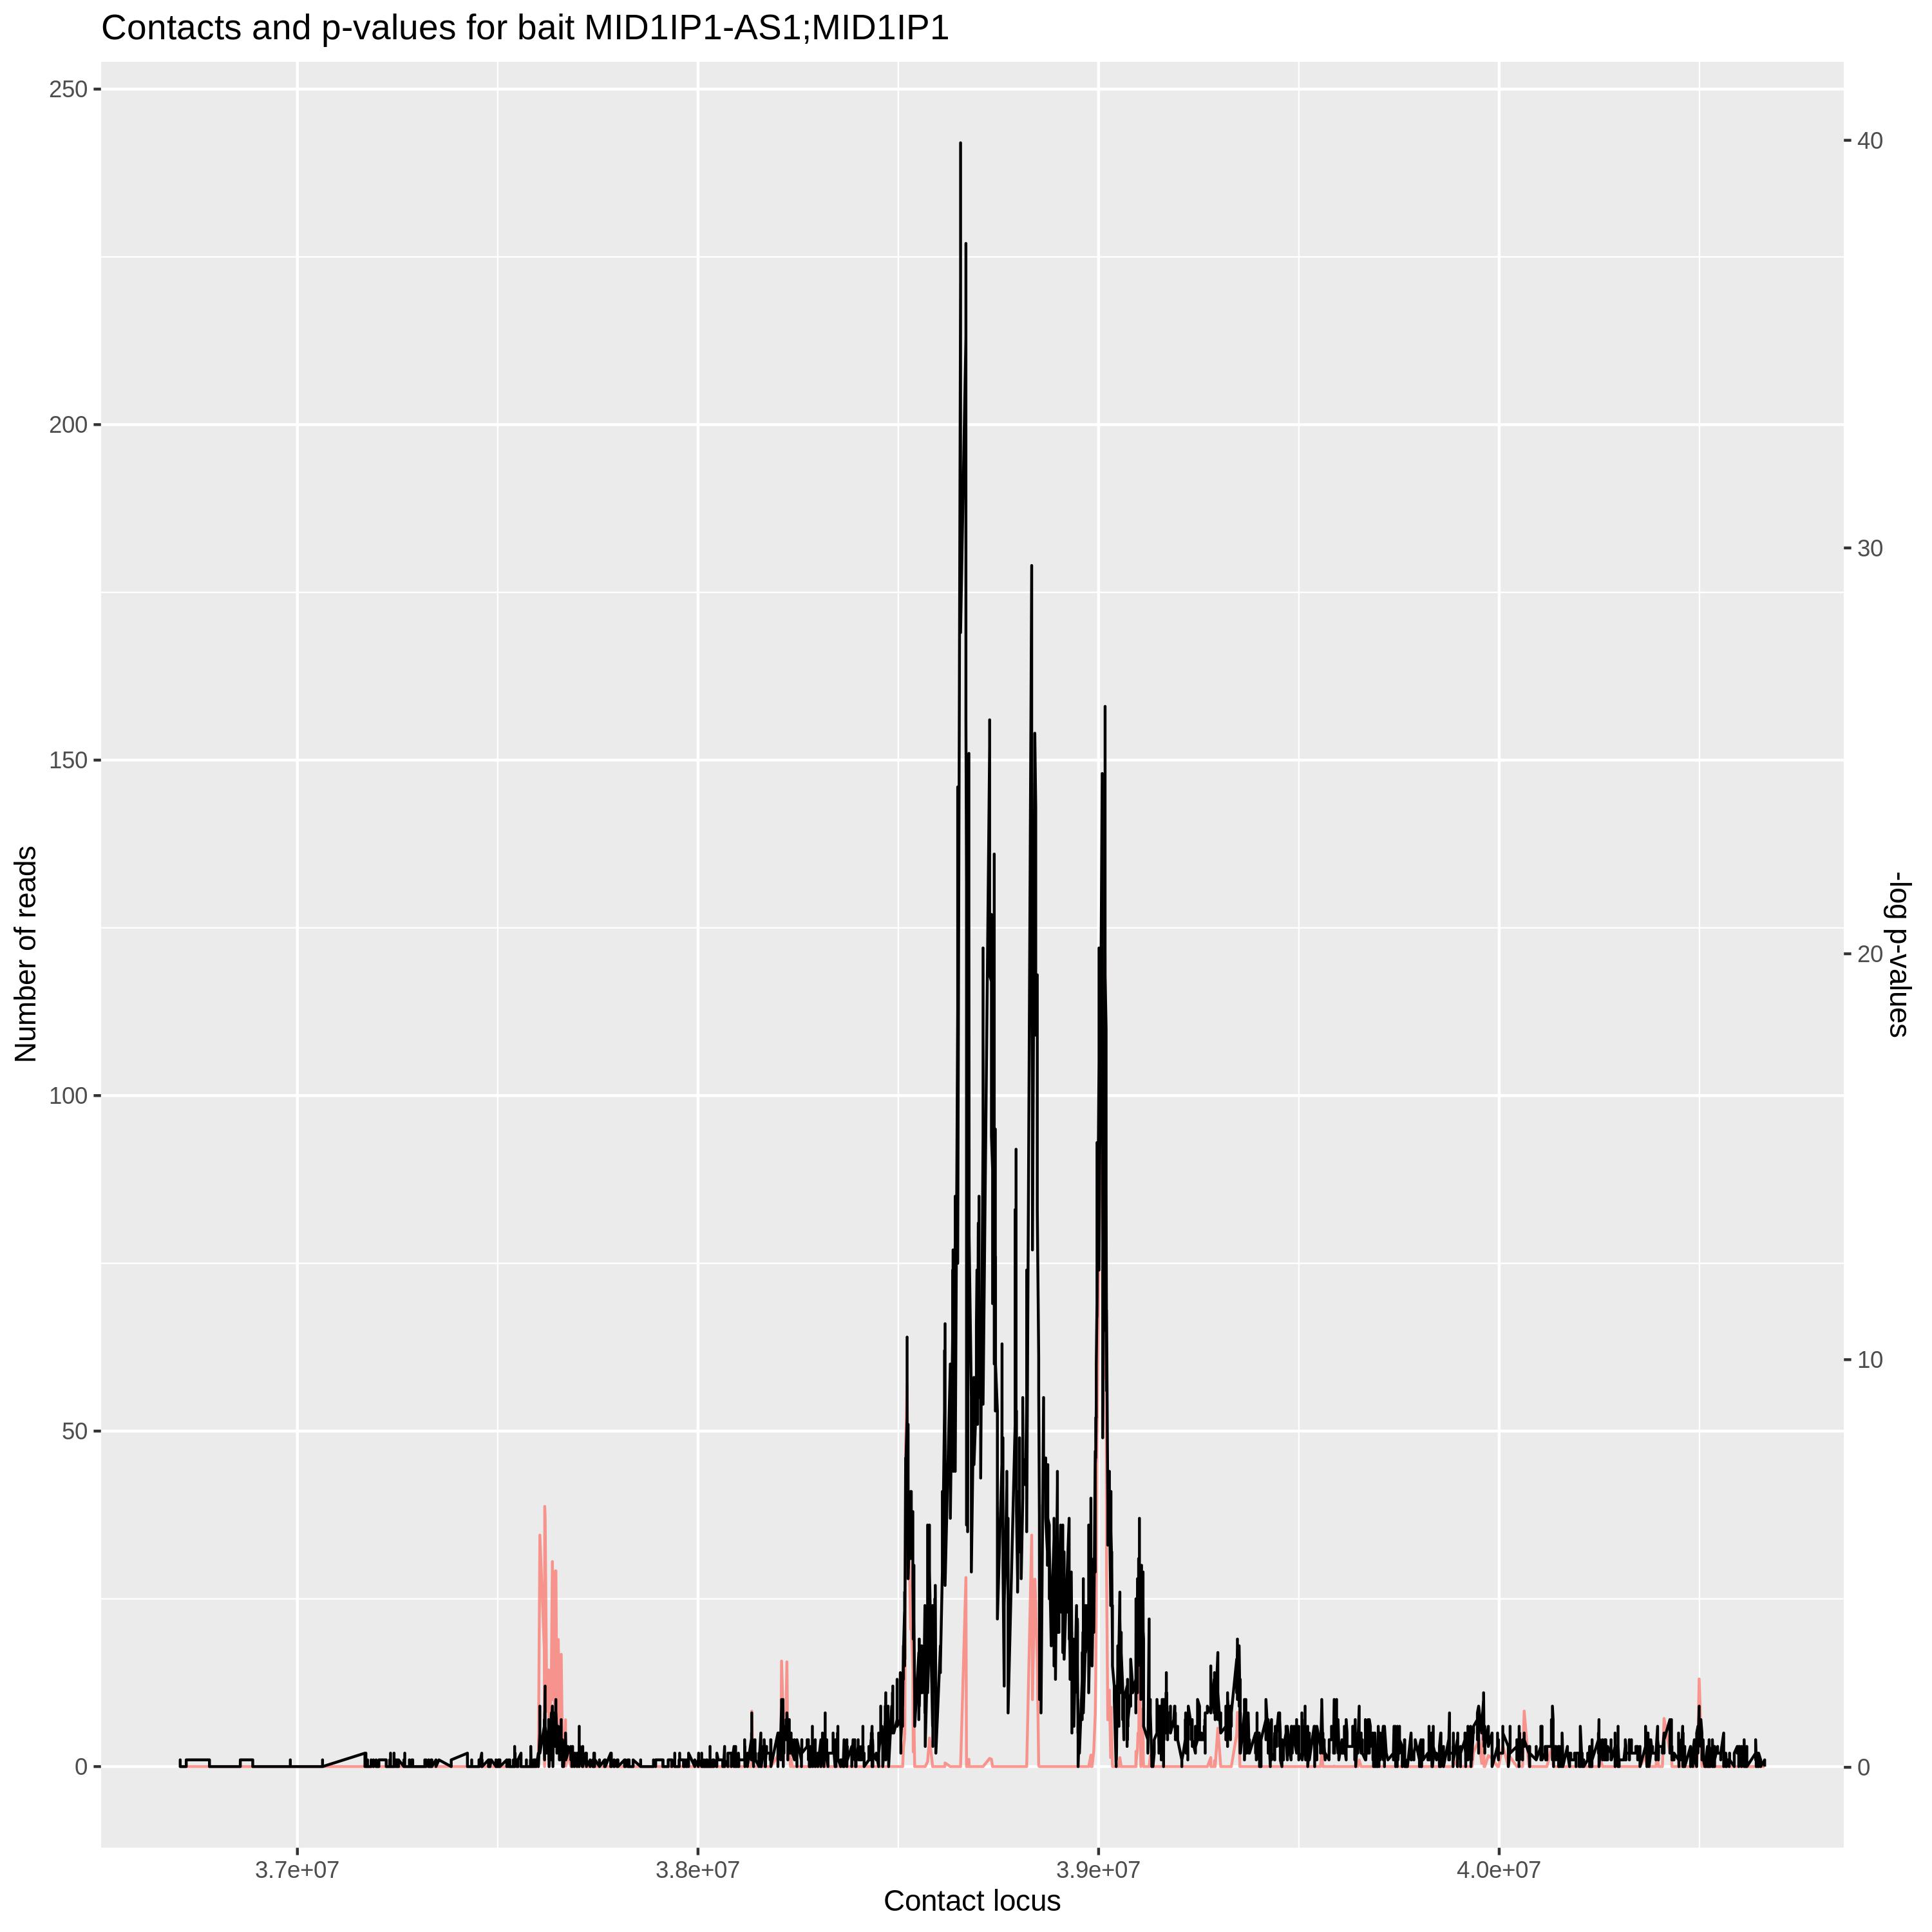 Contacts and p-values for bait MID1IP1-AS1;MID1IP1
250
200
150
100
50
0
Number of reads
40
30
20
10
0
-log p-values
3.7e+07
3.8e+07
3.9e+07
4.0e+07
Contact locus